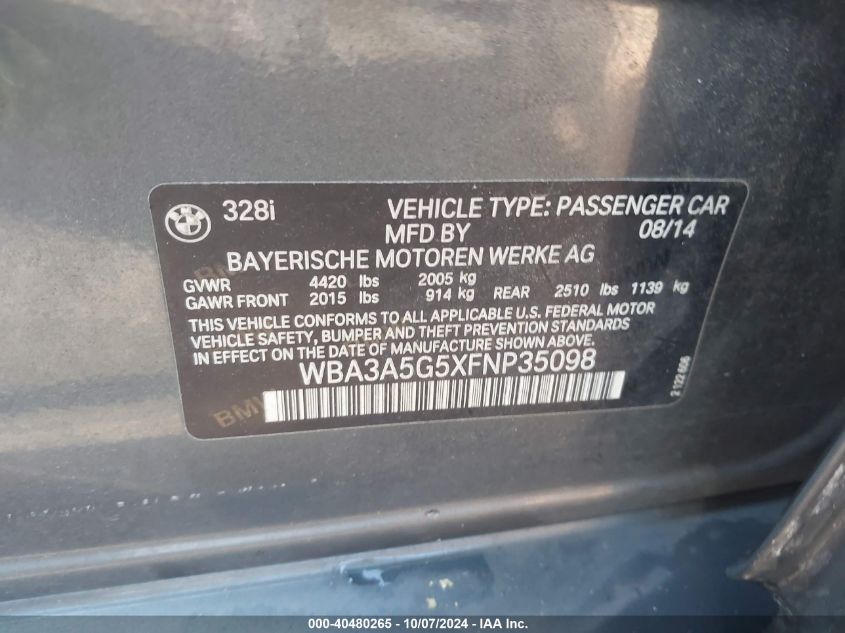 328i VEHICLE TYPE: PASSENGER CAR
MFD BY 08/14
BAYERISCHE MOTOREN WERKE AG
GVWR 4420 lbs 2005 kg
GAWR FRONT 2015 lbs 914 kg REAR 2510 lbs 1139 kg
THIS VEHICLE CONFORMS TO ALL APPLICABLE U.S. FEDERAL MOTOR
VEHICLE SAFETY, BUMPER AND THEFT PREVENTION STANDARDS
IN EFFECT ON THE DATE OF MANUFACTURE SHOWN ABOVE.
WBA3A5G5XFNP35098
BMW
000-40480265 - 10/07/2024 - IAA Inc.